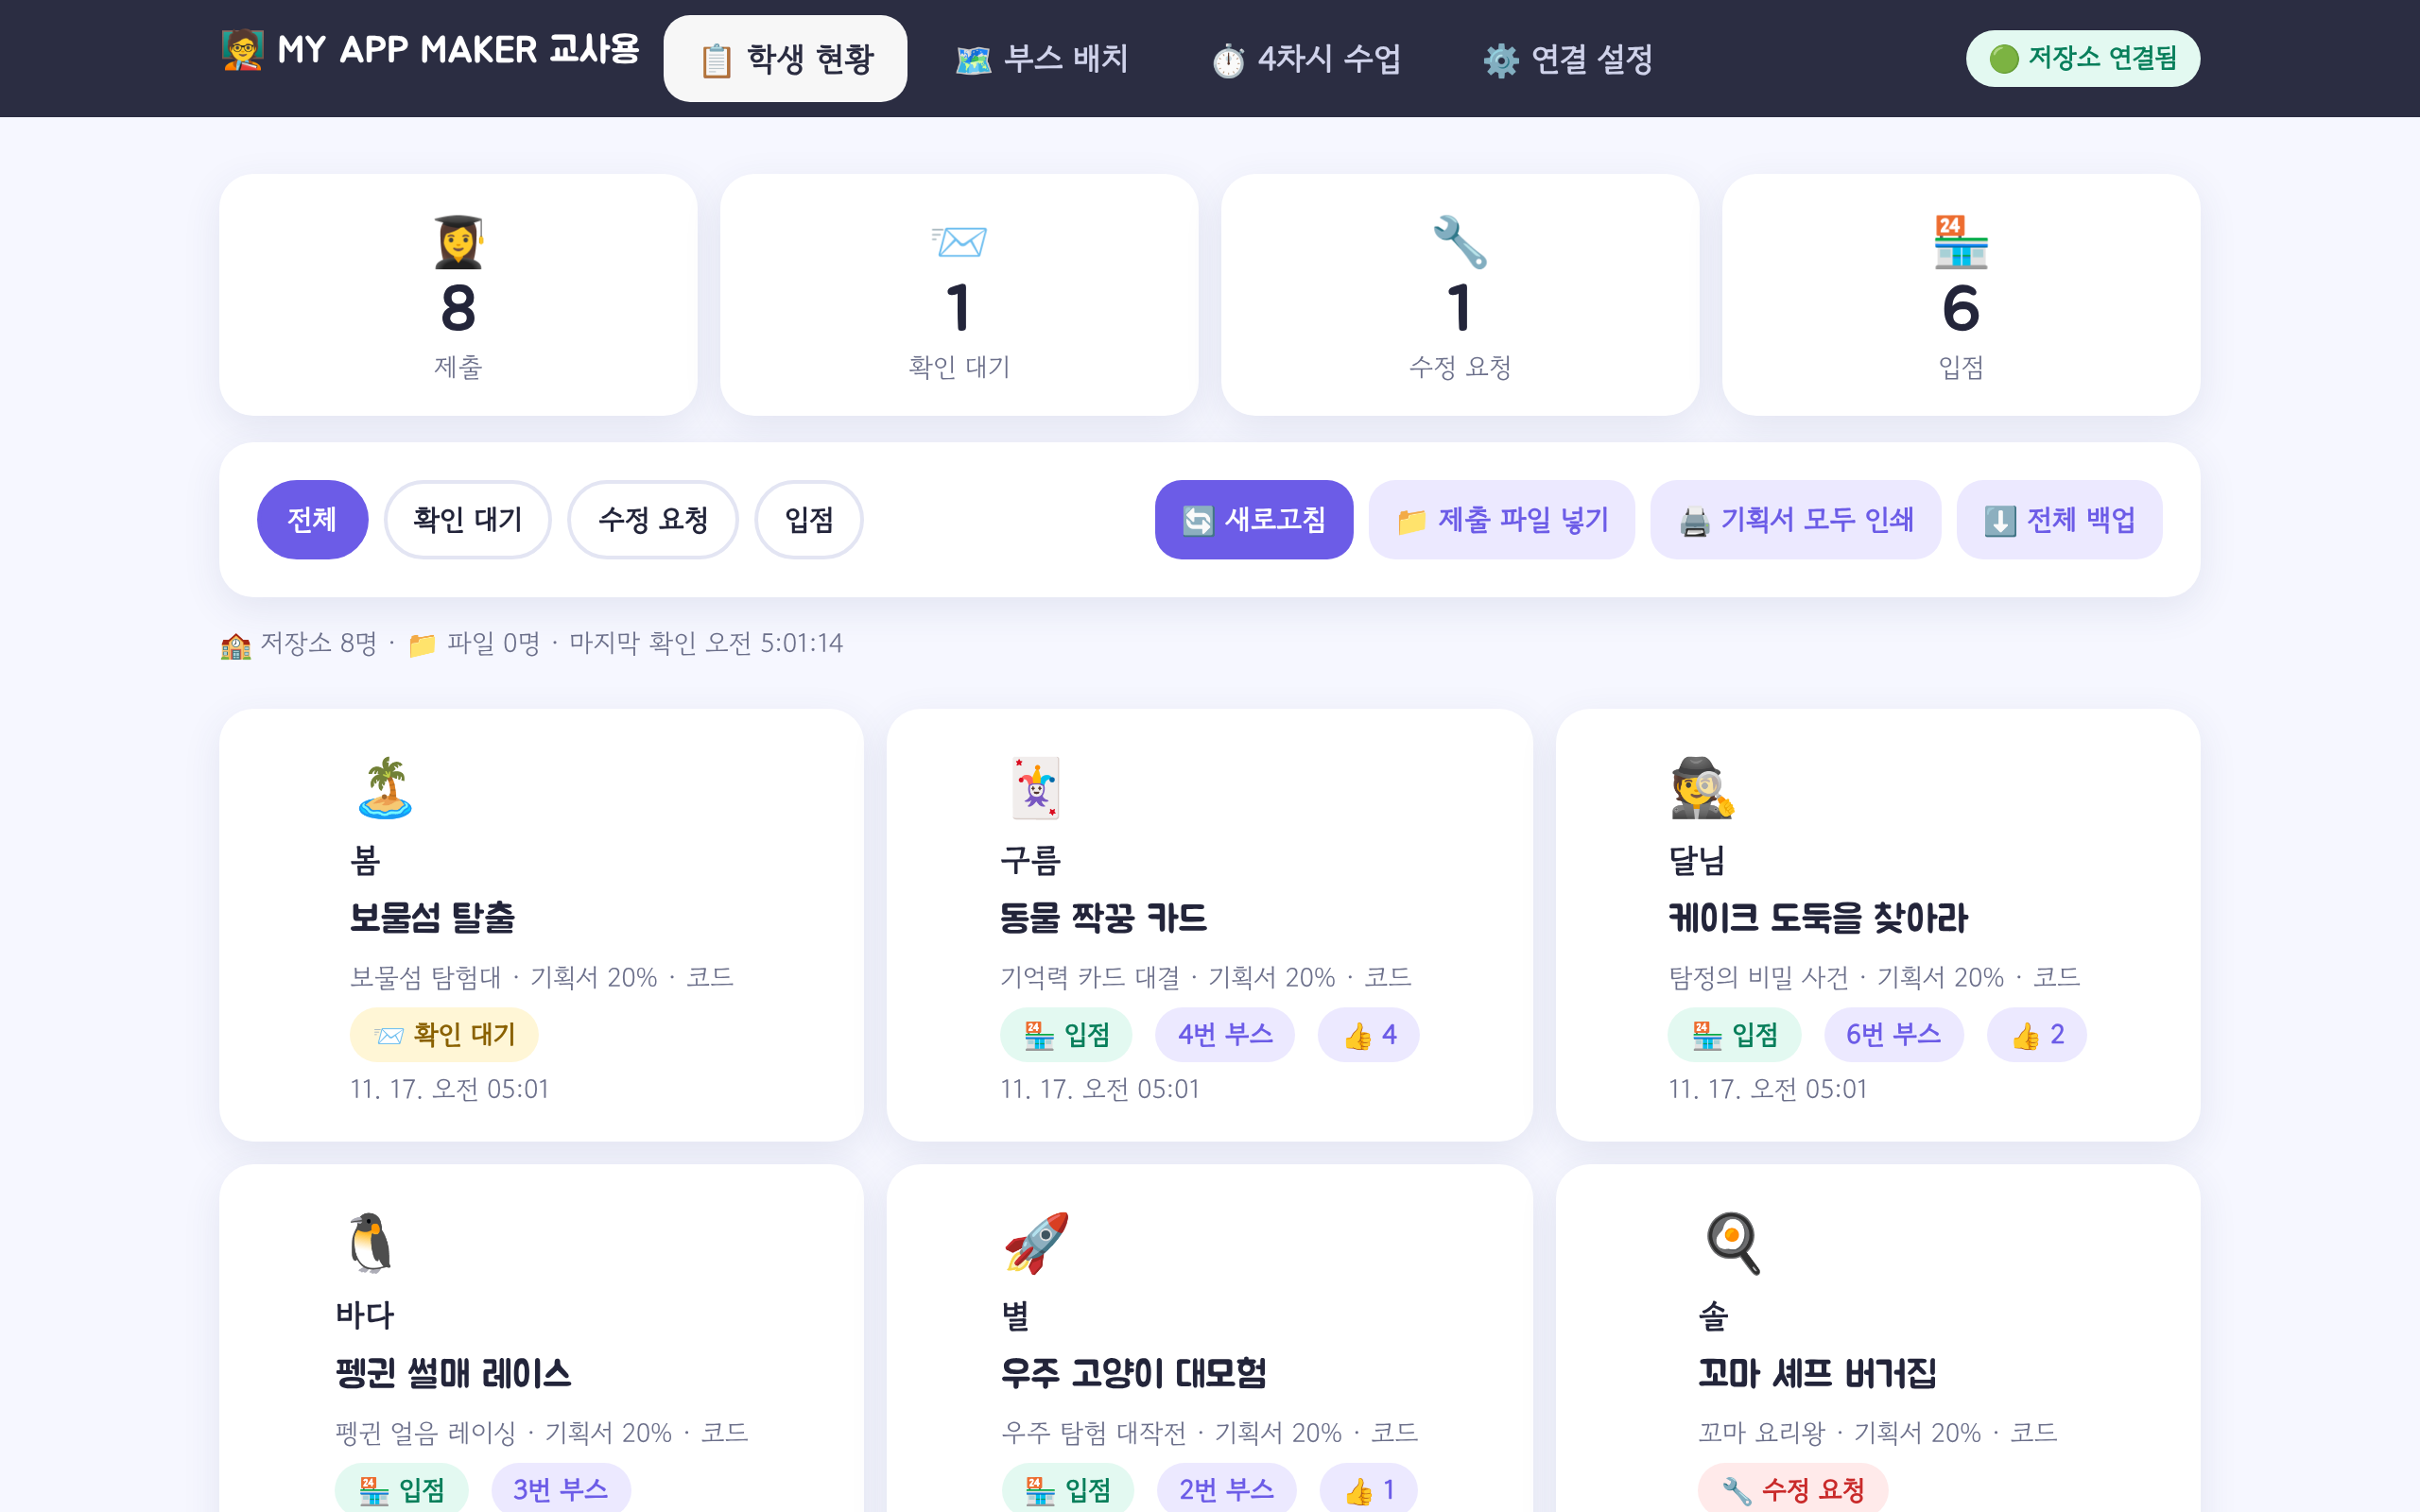 MY APP MAKER 교사용
📋 학생 현황
🗺️ 부스 배치
⏱️ 4차시 수업
⚙️ 연결 설정
🟢 저장소 연결됨
8
제출
1
확인 대기
1
수정 요청
24
6
입점
전체
확인 대기
수정 요청
입점
🔄 새로고침
📁 제출 파일 넣기
🖨️ 기획서 모두 인쇄
⬇️ 전체 백업
🏫 저장소 8명 · 📁 파일 0명 · 마지막 확인 오전 5:01:14
봄
보물섬 탈출
보물섬 탐험대 · 기획서 20% · 코드
📨 확인 대기
11. 17. 오전 05:01
구름
동물 짝꿍 카드
기억력 카드 대결 · 기획서 20% · 코드
🏪 입점
4번 부스
👍 4
11. 17. 오전 05:01
달님
케이크 도둑을 찾아라
탐정의 비밀 사건 · 기획서 20% · 코드
🏪 입점
6번 부스
👍 2
11. 17. 오전 05:01
바다
펭귄 썰매 레이스
펭귄 얼음 레이싱 · 기획서 20% · 코드
🏪 입점
3번 부스
별
우주 고양이 대모험
우주 탐험 대작전 · 기획서 20% · 코드
🏪 입점
2번 부스
👍 1
솔
꼬마 셰프 버거집
꼬마 요리왕 · 기획서 20% · 코드
🔧 수정 요청